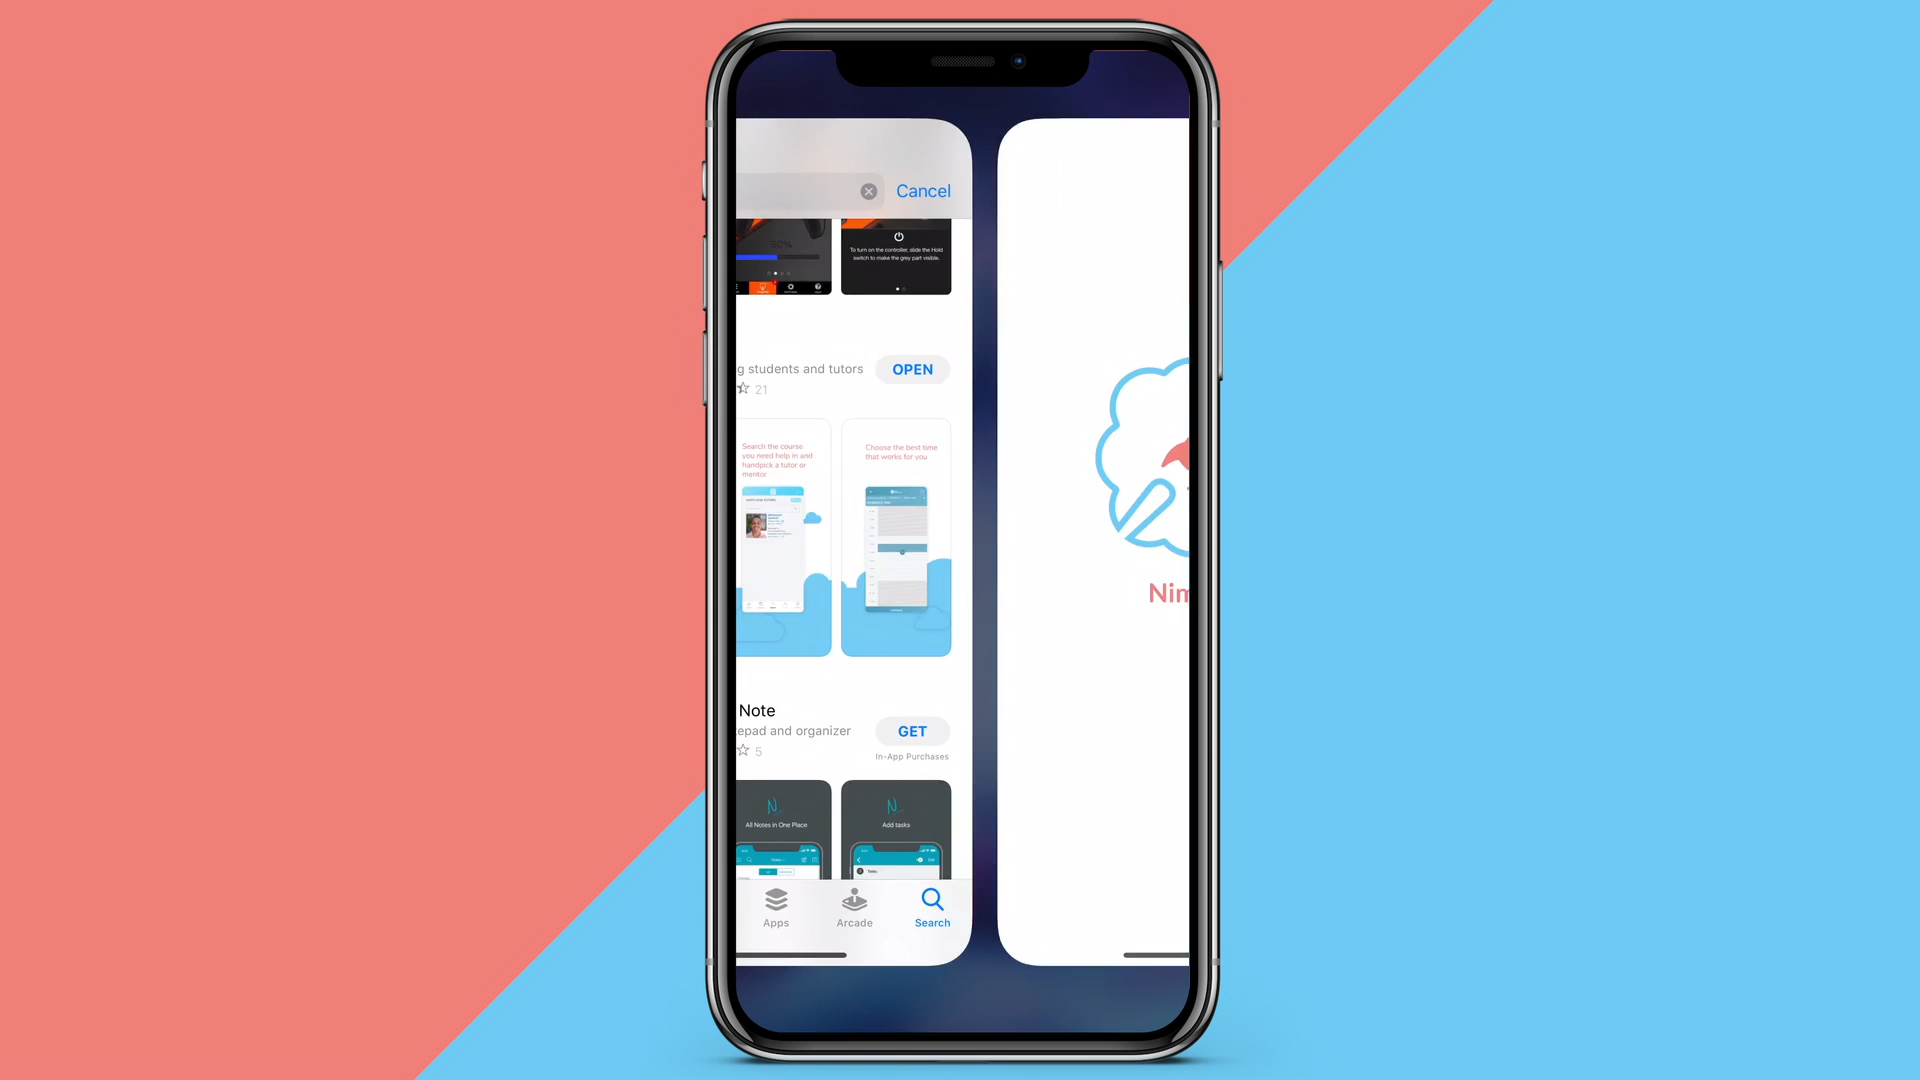 Cancel
50%
To turn on the controller, slide the Hold
switch to make the grey part visible.
g students and tutors
OPEN
21
Search the course
you need help in and
handpick a tutor or
mentor
Choose the best time
that works for you
Note
epad and organizer
GET
5
In-App Purchases
All Notes in One Place
Add tasks
Apps
Arcade
Search
Nim